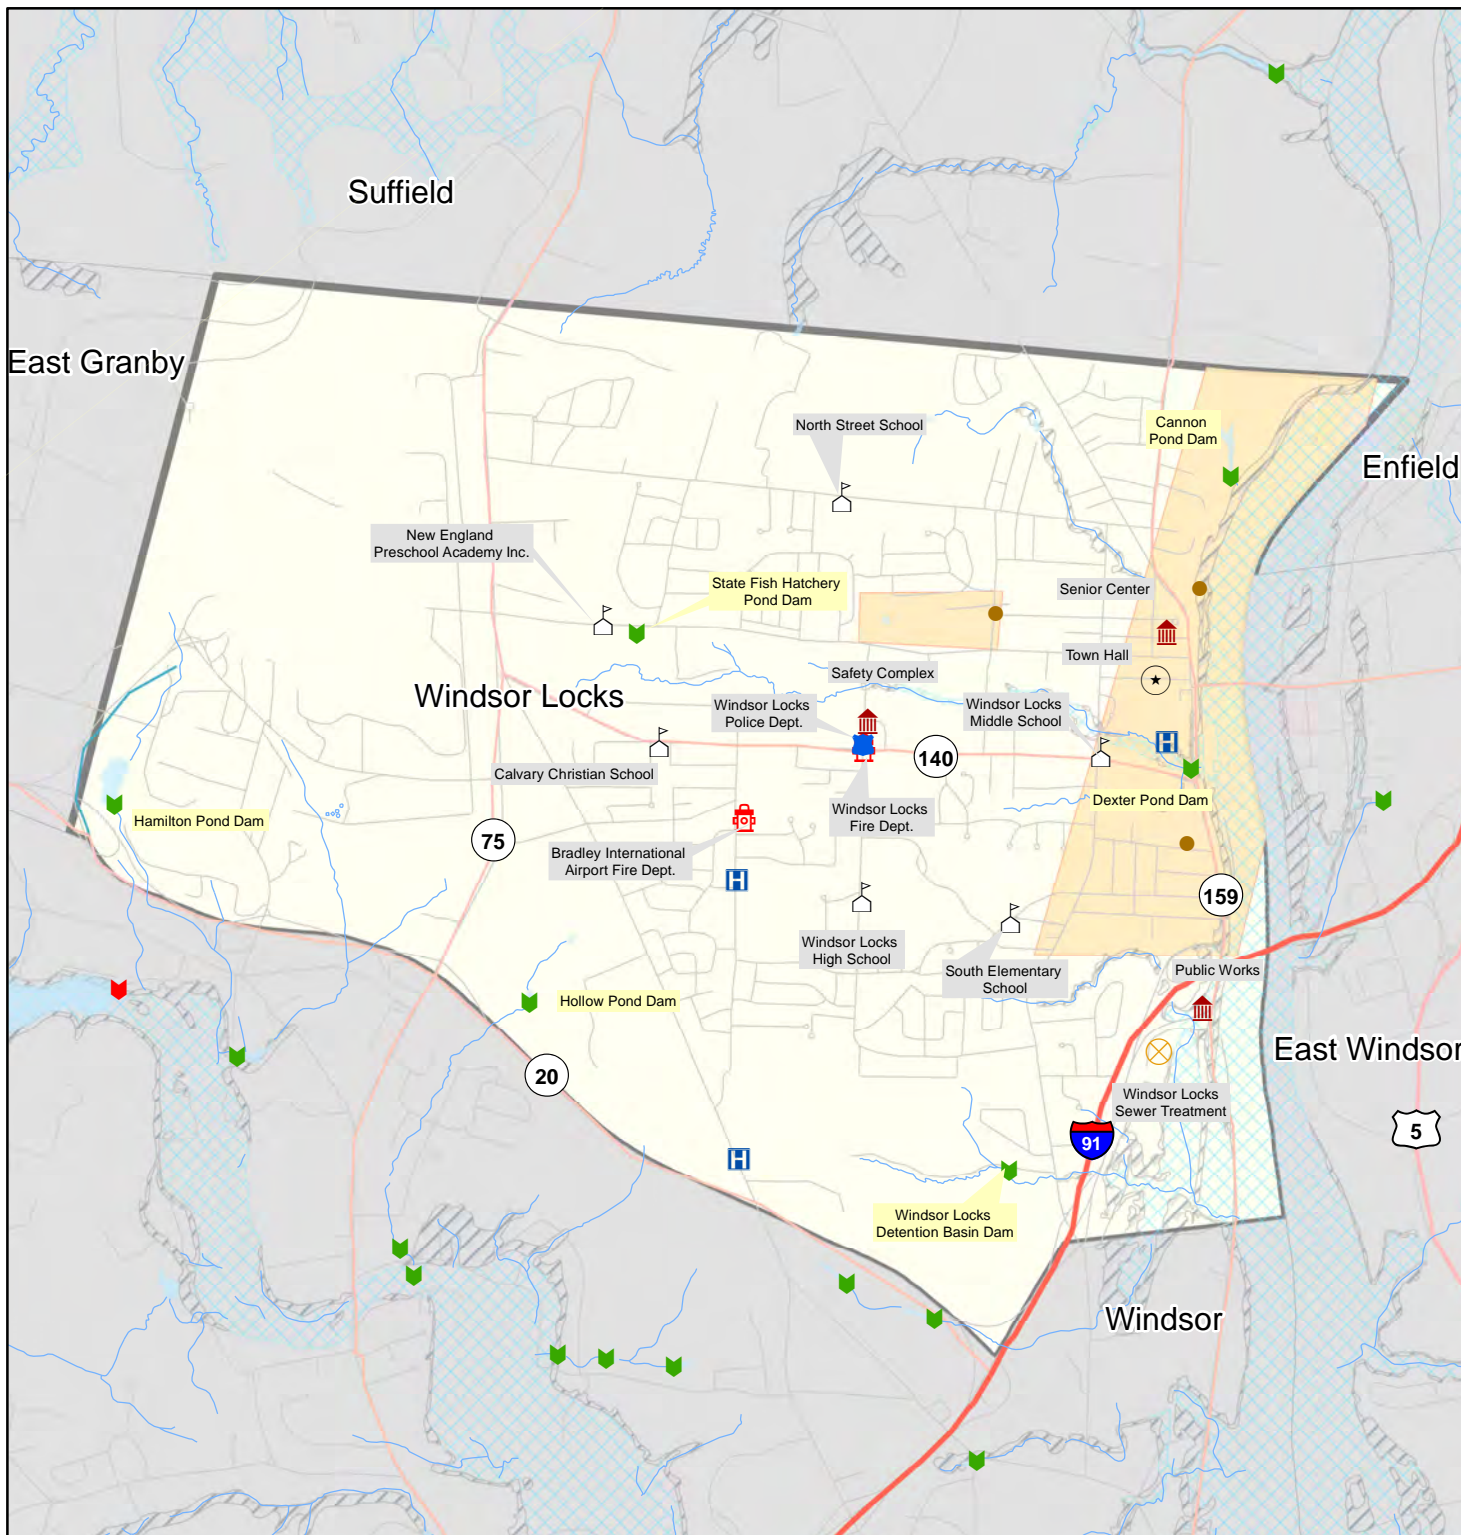 Suffield
East Granby
North Street School
Cannon
Pond Dam
Enfield
New England
Preschool Academy Inc.
State Fish Hatchery
Pond Dam
Senior Center
Town Hall
Safety Complex
Windsor Locks
Windsor Locks
Police Dept.
Windsor Locks
Middle School
H
140
Calvary Christian School
Dexter Pond Dam
Hamilton Pond Dam
Windsor Locks
Fire Dept.
75
Bradley International
Airport Fire Dept.
H
159
Windsor Locks
High School
South Elementary
School
Public Works
Hollow Pond Dam
East Windsor
20
Windsor Locks
Sewer Treatment
5
91
H
Windsor Locks
Detention Basin Dam
Windsor